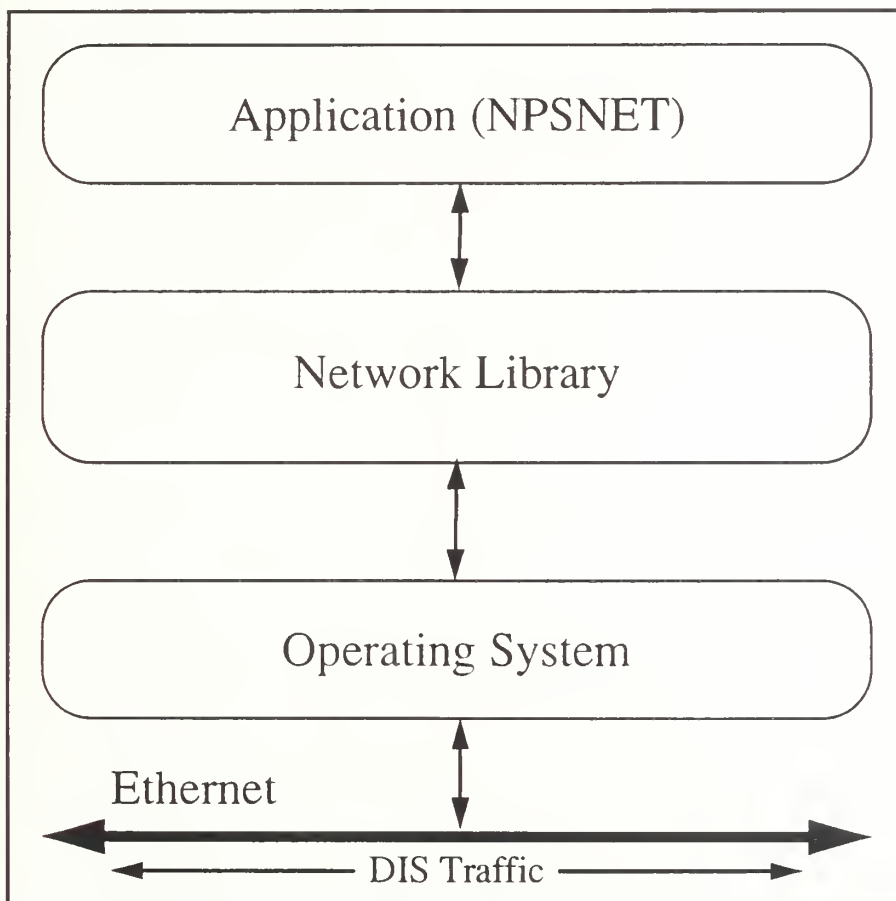 Application (NPSNET)
Network Library
Operating System
Ethernet
DIS Traffic